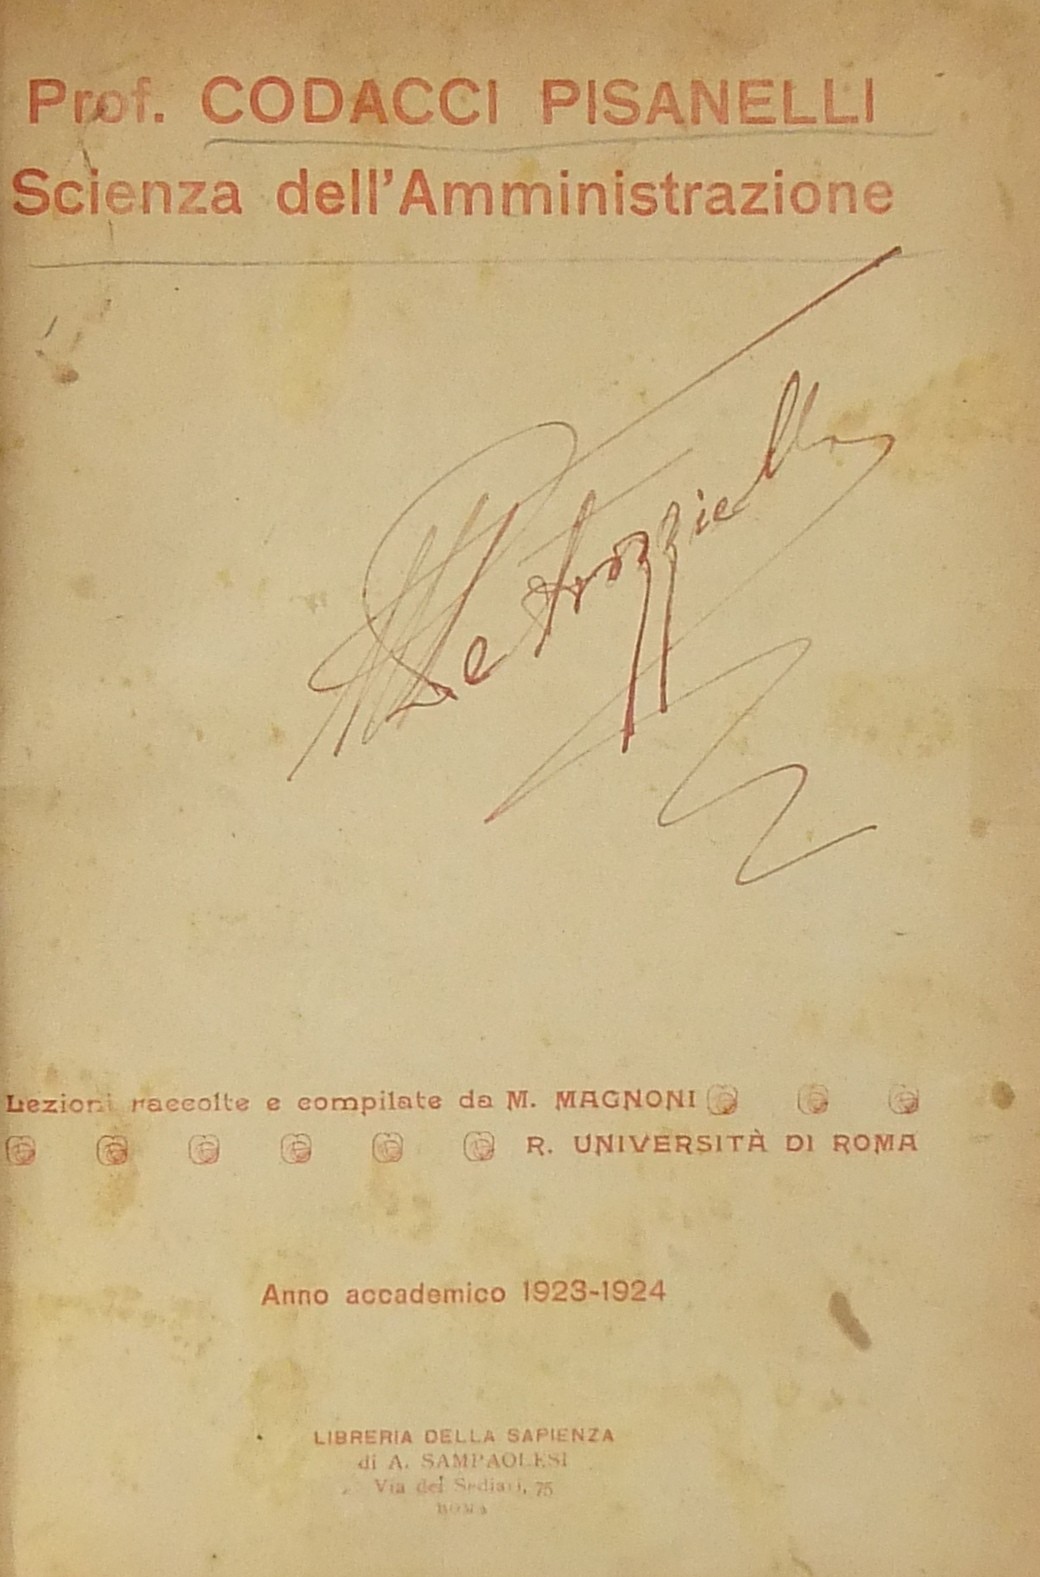 Prof. CODACCI PISANELLI
Scienza dell'Amministrazione
Lezioni raccolte e compilate da M. MAGNONI
R. UNIVERSITÀ DI ROMA
Anno accademico 1923-1924
LIBRERIA DELLA SAPIENZA
di A. SAMPAOLESI
Via dei Sediari, 75
ROMA